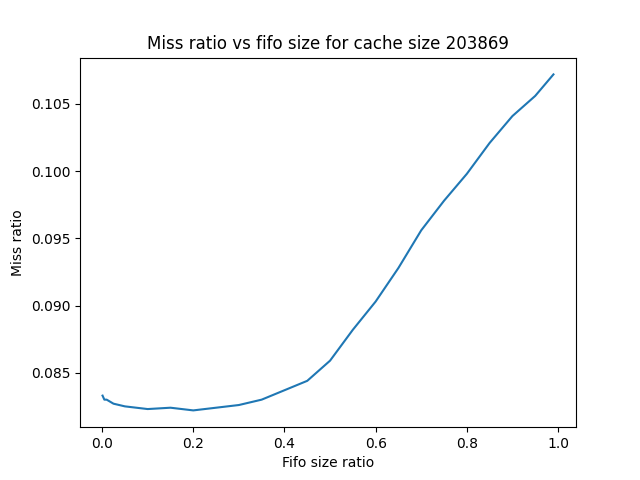 Miss ratio vs fifo size for cache size 203869
0.105
0.100
0.095
0.090
0.085
Miss ratio
0.0 0.2 0.4 0.6 0.8 1.0
Fifo size ratio